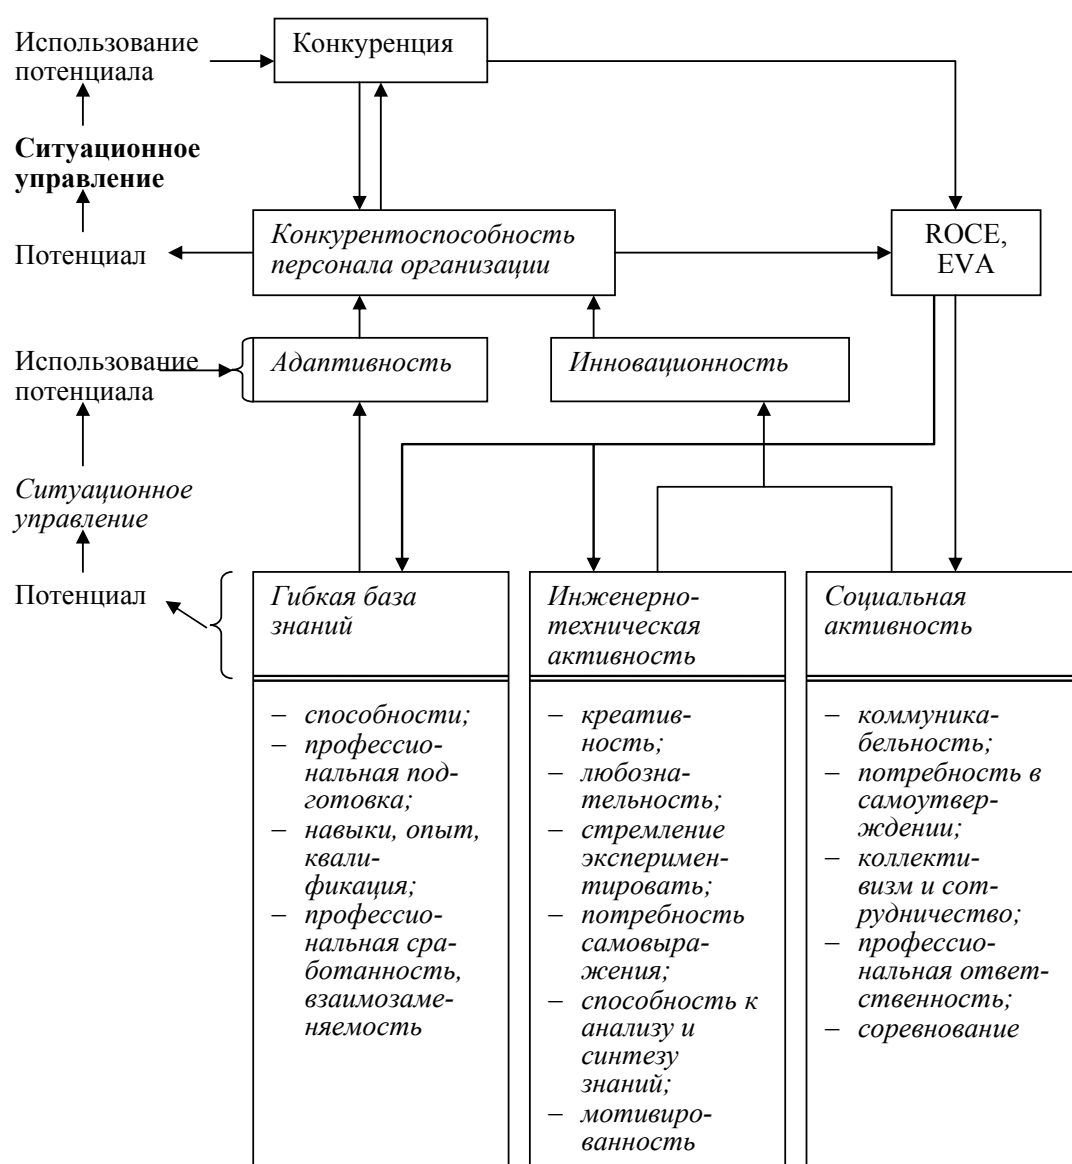 Использование
потенциала
Конкуренция
Ситуационное
управление
Потенциал
Конкурентоспособность
персонала организации
ROCE,
EVA
Использование
потенциала
Адаптивность
Инновационность
Ситуационное
управление
Потенциал
Гибкая база
знаний
Инженерно-
техническая
активность
Социальная
активность
– способности;
– профессио-
нальная под-
готовка;
– навыки, опыт,
квали-
фикация;
– профессио-
нальная сра-
ботанность,
взаимозаме-
няемость
– креатив-
ность;
– любозна-
тельность;
– стремление
эксперимен-
тировать;
– потребность
самовыра-
жения;
– способность к
анализу и
синтезу
знаний;
– мотивиро-
ванность
– коммуника-
бельность;
– потребность в
самоутвер-
ждении;
– коллекти-
визм и сот-
рудничество;
– профессио-
нальная ответ-
ственность;
– соревнование